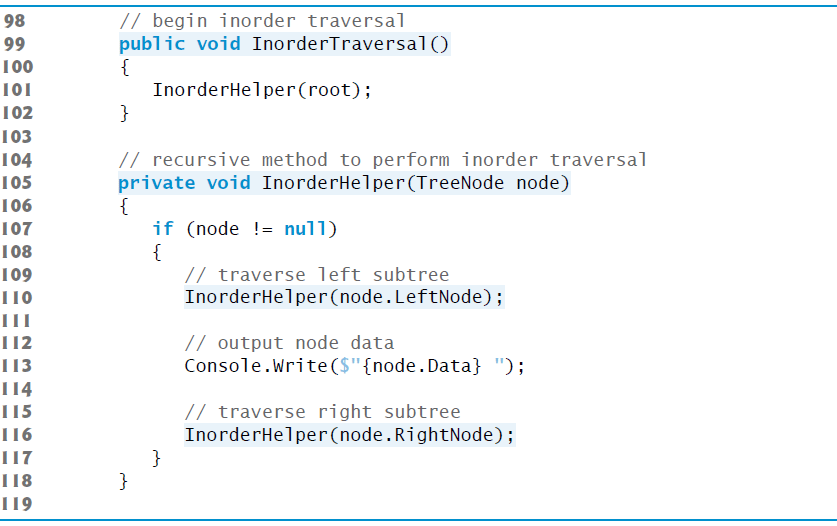 98 // begin inorder traversal
99 public void InorderTraversal()
100 {
101 InorderHelper(root);
102 }
103
104 // recursive method to perform inorder traversal
105 private void InorderHelper(TreeNode node)
106 {
107 if (node != null)
108 {
109 // traverse left subtree
110 InorderHelper(node.LeftNode);
111
112 // output node data
113 Console.Write($"{node.Data} ");
114
115 // traverse right subtree
116 InorderHelper(node.RightNode);
117 }
118 }
119